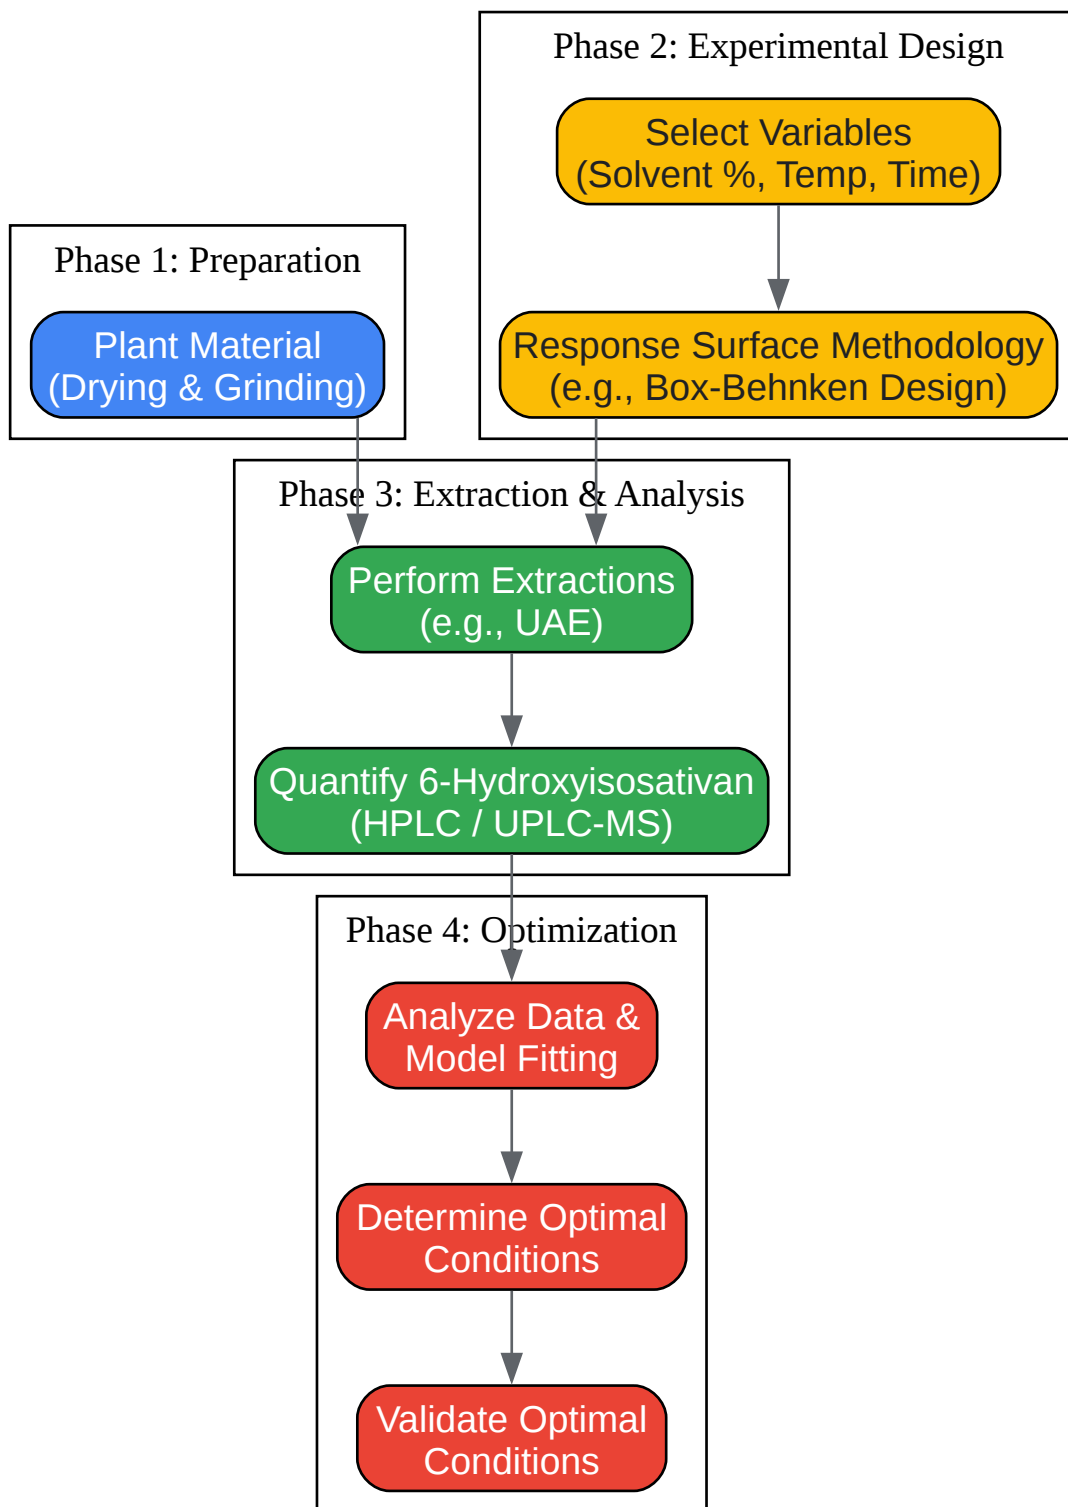 Phase 2: Experimental Design
Select Variables
(Solvent %, Temp, Time)
Phase 1: Preparation
Plant Material
(Drying & Grinding)
Response Surface Methodology
(e.g., Box-Behnken Design)
Phase 3: Extraction & Analysis
Perform Extractions
(e.g., UAE)
Quantify 6-Hydroxyisosativan
(HPLC / UPLC-MS)
Phase 4: Optimization
Analyze Data &
Model Fitting
Determine Optimal
Conditions
Validate Optimal
Conditions